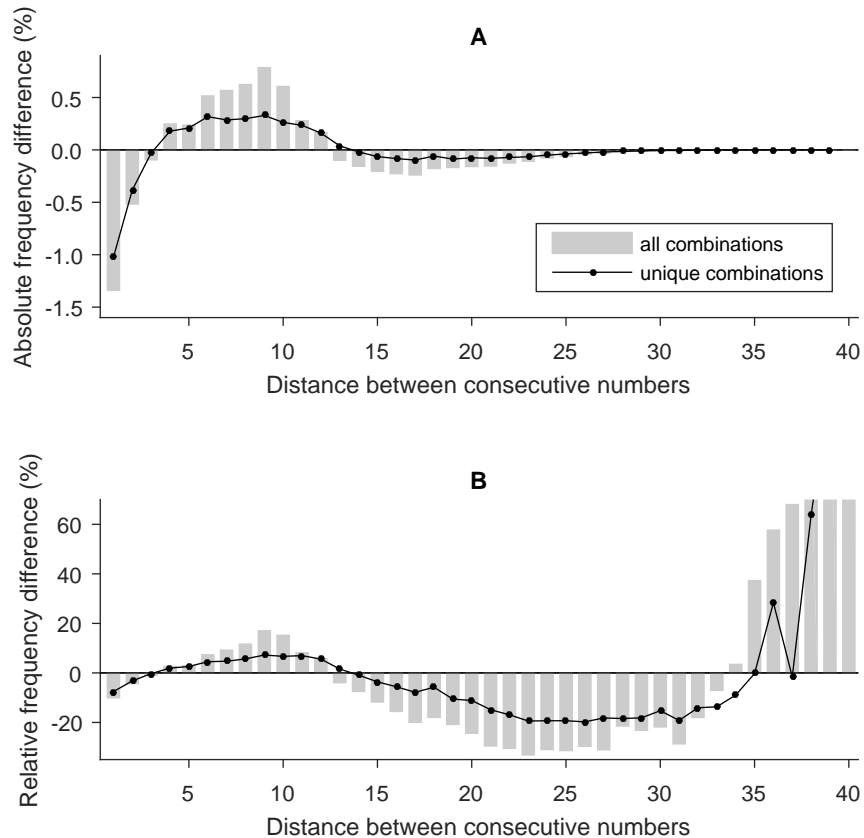 A
Absolute frequency difference (%)
0.5
0.0
-0.5
-1.0
-1.5
all combinations
unique combinations
5 10 15 20 25 30 35 40
Distance between consecutive numbers
B
Relative frequency difference (%)
60
40
20
0
-20
5 10 15 20 25 30 35 40
Distance between consecutive numbers